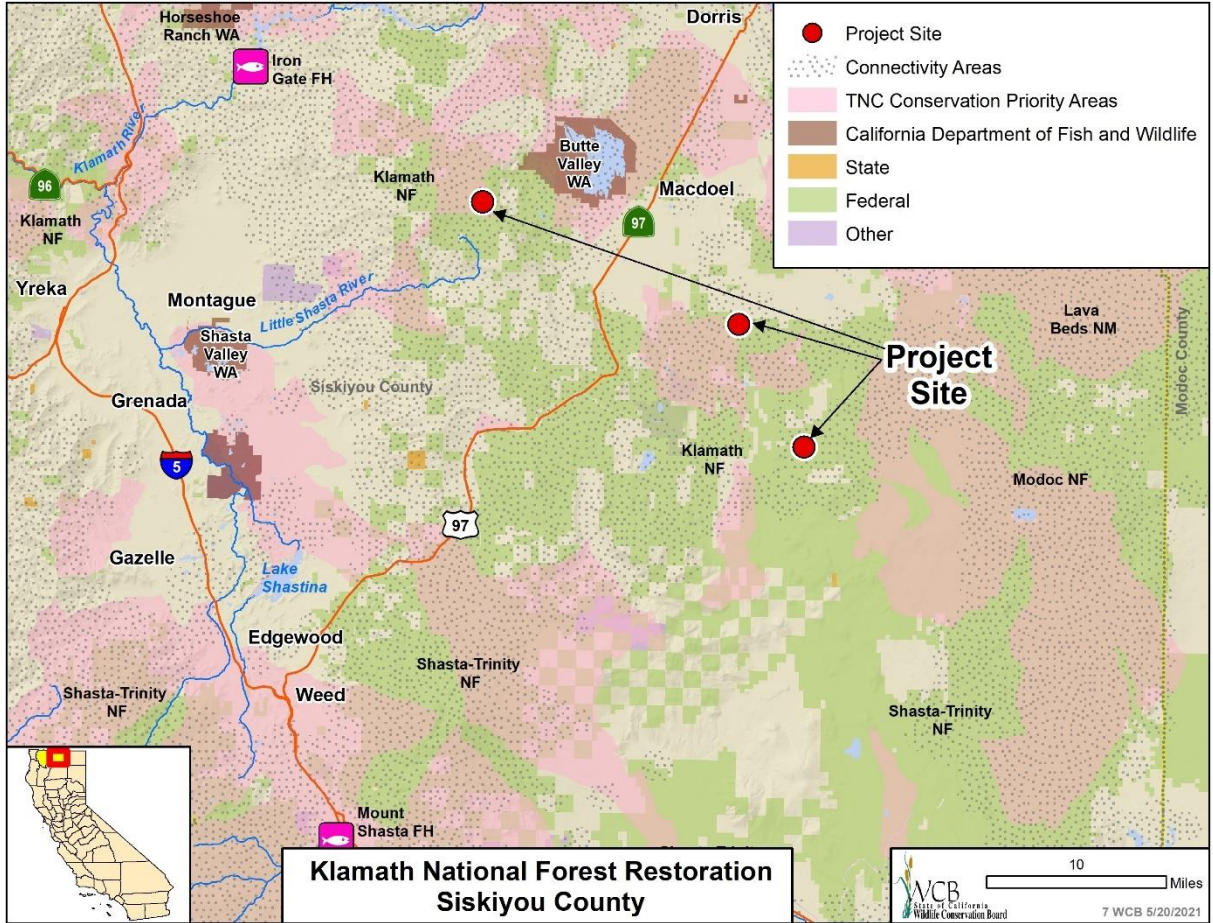 Horseshoe
Ranch WA
Iron
Gate FH
Dorris
Klamath River
96
Klamath
NF
Klamath
NF
Butte
Valley
WA
Macdoel
97
Yreka
Montague
Little Shasta River
Shasta
Valley
WA
Siskiyou County
Grenada
5
Gazelle
Lake
Shastina
Edgewood
Weed
97
Klamath
NF
Lava
Beds NM
Modoc County
Modoc NF
Project
Site
Shasta-Trinity
NF
Shasta-Trinity
NF
Shasta-Trinity
NF
Mount
Shasta FH
Project Site
Connectivity Areas
TNC Conservation Priority Areas
California Department of Fish and Wildlife
State
Federal
Other
Klamath National Forest Restoration
Siskiyou County
WCB
State of California
Wildlife Conservation Board
10
Miles
7 WCB 5/20/2021